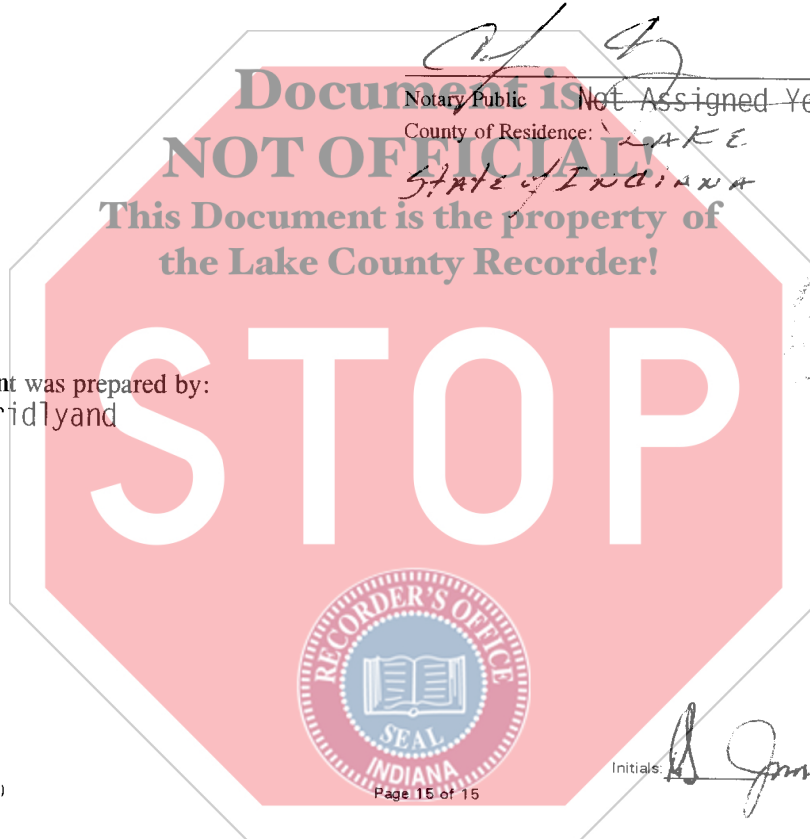 Document is
NOT OFFICIAL!
This Document is the property of
the Lake County Recorder!
Notary Public Not Assigned Ye
County of Residence: LAKE
State of Indiana
nt was prepared by:
ridlyand
STOP
RECORDER'S OFFICE
SEAL
INDIANA
Initials:
)
Page 15 of 15